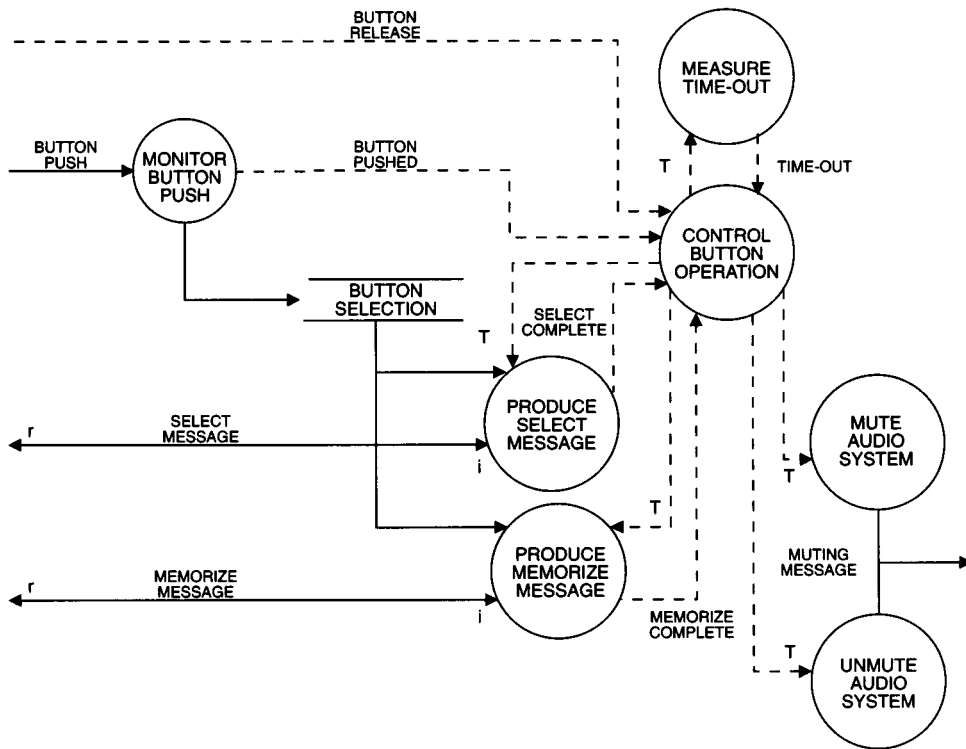 BUTTON
RELEASE
MEASURE
TIME-OUT
BUTTON
PUSH
MONITOR
BUTTON
PUSH
BUTTON
PUSHED
T
TIME-OUT
CONTROL
BUTTON
OPERATION
BUTTON
SELECTION
T
SELECT
COMPLETE
PRODUCE
SELECT
MESSAGE
r
SELECT
MESSAGE
i
MUTE
AUDIO
SYSTEM
T
T
PRODUCE
MEMORIZE
MESSAGE
r
MEMORIZE
MESSAGE
i
MEMORIZE
COMPLETE
MUTING
MESSAGE
T
UNMUTE
AUDIO
SYSTEM